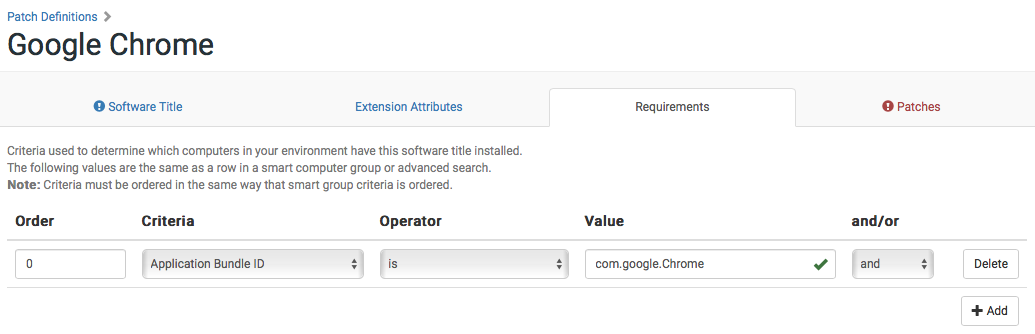 Patch Definitions
Google Chrome
Software Title Extension Attributes Requirements Patches
Criteria used to determine which computers in your environment have this software title installed.
The following values are the same as a row in a smart computer group or advanced search.
Note: Criteria must be ordered in the same way that smart group criteria is ordered.
Order Criteria Operator Value and/or
0 Application Bundle ID is com.google.Chrome and Delete
+ Add